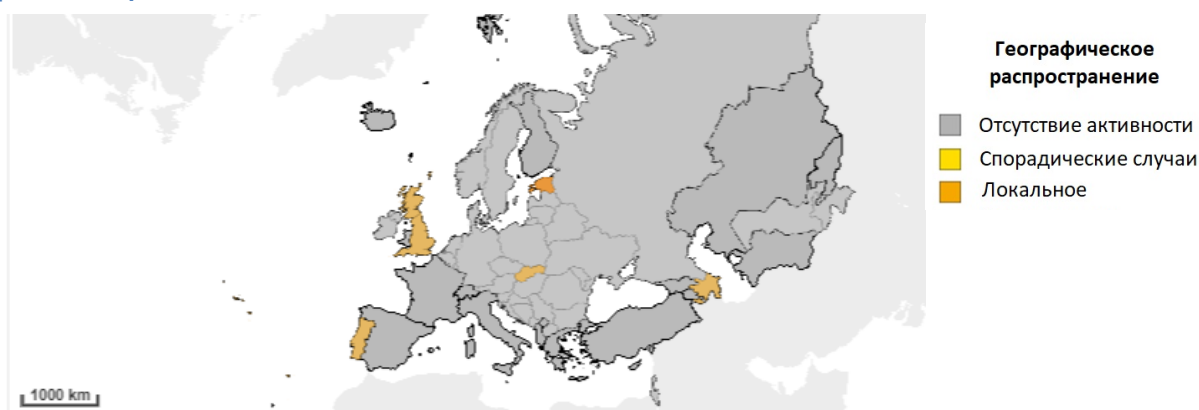 Географическое
распространение
Отсутствие активности
Спорадические случаи
Локальное
1000 km